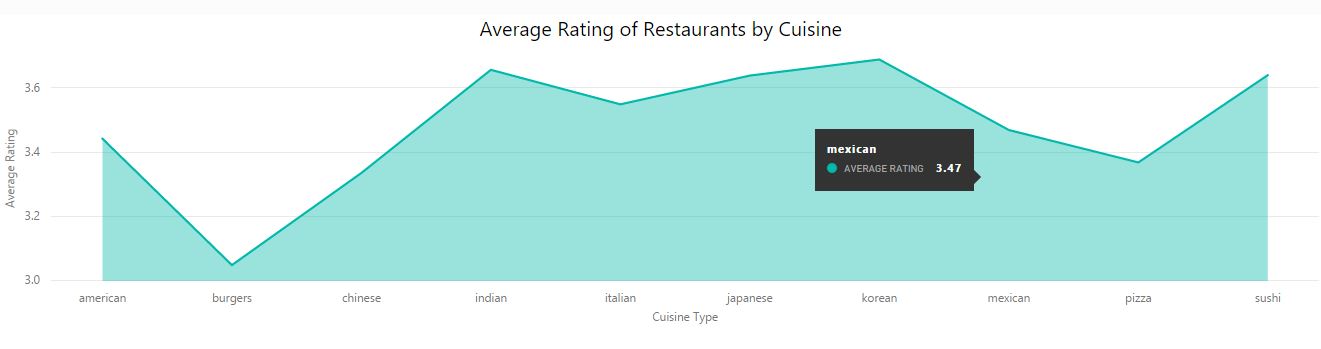 Average Rating of Restaurants by Cuisine
Average Rating
3.6
3.4
3.2
3.0
mexican
AVERAGE RATING 3.47
american burgers chinese indian italian japanese korean mexican pizza sushi
Cuisine Type